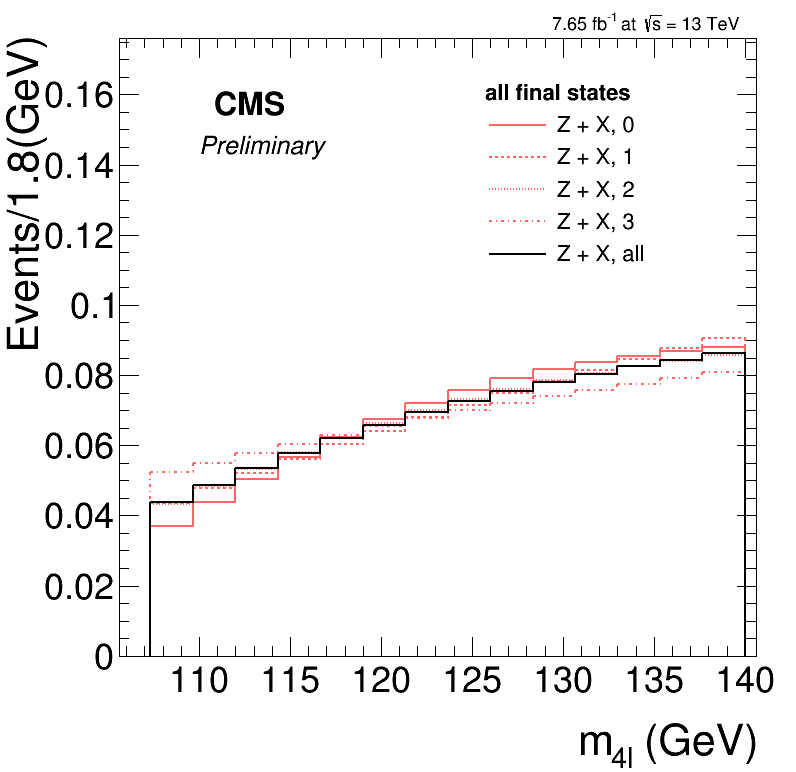 7.65 fb-1 at √s = 13 TeV
Events/1.8(GeV)
0.16
0.14
0.12
0.1
0.08
0.06
0.04
0.02
0
CMS
Preliminary
all final states
Z + X, 0
Z + X, 1
Z + X, 2
Z + X, 3
Z + X, all
110 115 120 125 130 135 140
m4l (GeV)